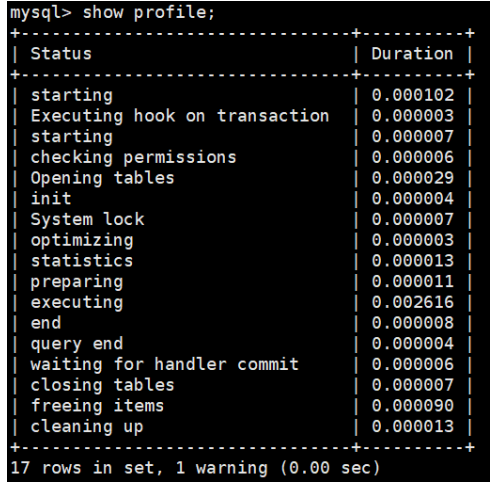 mysql> show profile;
+--------------------------------+----------+
| Status                         | Duration |
+--------------------------------+----------+
| starting                       | 0.000102 |
| Executing hook on transaction  | 0.000003 |
| starting                       | 0.000007 |
| checking permissions           | 0.000006 |
| Opening tables                 | 0.000029 |
| init                           | 0.000004 |
| System lock                    | 0.000007 |
| optimizing                     | 0.000003 |
| statistics                     | 0.000013 |
| preparing                      | 0.000011 |
| executing                      | 0.002616 |
| end                            | 0.000008 |
| query end                      | 0.000004 |
| waiting for handler commit     | 0.000006 |
| closing tables                 | 0.000007 |
| freeing items                  | 0.000090 |
| cleaning up                    | 0.000013 |
+--------------------------------+----------+
17 rows in set, 1 warning (0.00 sec)